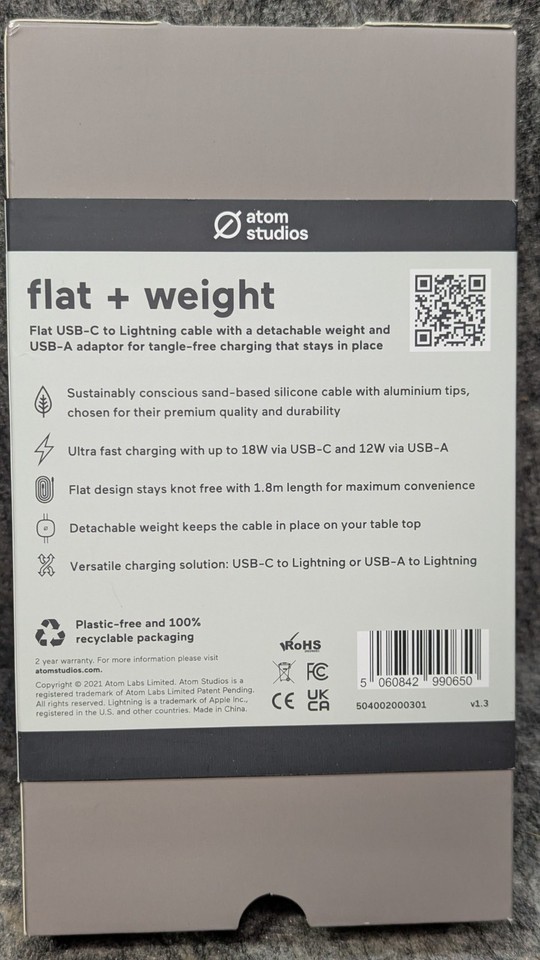 atom
studios
flat + weight
Flat USB-C to Lightning cable with a detachable weight and
USB-A adaptor for tangle-free charging that stays in place
Sustainably conscious sand-based silicone cable with aluminium tips,
chosen for their premium quality and durability
Ultra fast charging with up to 18W via USB-C and 12W via USB-A
Flat design stays knot free with 1.8m length for maximum convenience
Detachable weight keeps the cable in place on your table top
Versatile charging solution: USB-C to Lightning or USB-A to Lightning
Plastic-free and 100%
recyclable packaging
2 year warranty. For more information please visit
atomstudios.com.
Copyright © 2021 Atom Labs Limited. Atom Studios is a
registered trademark of Atom Labs Limited Patent Pending.
All rights reserved. Lightning is a trademark of Apple Inc.,
registered in the U.S. and other countries. Made in China.
RoHS
FC
CE UK
CA
5 060842 990650
504002000301 v1.3